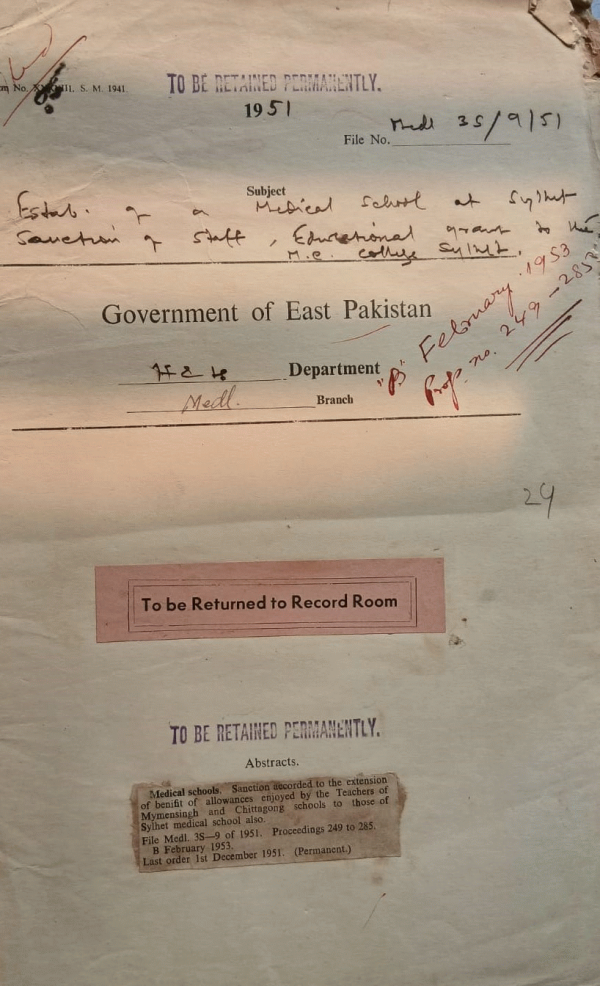 TO BE RETAINED PERMANENTLY.
S. M. 1941.
1951
File No. Medl 3S/9/51
Subject
Estab. of a Medical School at Sylhet
Sanction of Staff, Educational grant to the
M.C. College Sylhet.
Government of East Pakistan
Department
Medl. Branch
"B" February 1953
Prop. no. 249-285
24
To be Returned to Record Room
TO BE RETAINED PERMANENTLY.
Abstracts.
Medical schools. Sanction accorded to the extension
of benifit of allowances enjoyed by the Teachers of
Mymensingh and Chittagong schools to those of
Sylhet medical school also.
File Medl. 3S—9 of 1951. Proceedings 249 to 285.
B February 1953.
Last order 1st December 1951. (Permanent.)